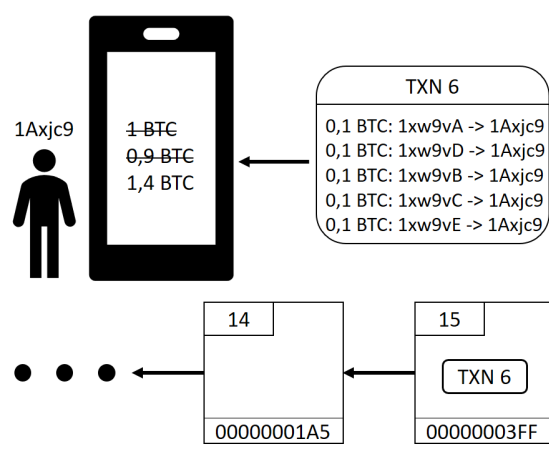 1Axjc9
1 BTC
0,9 BTC
1,4 BTC
TXN 6
0,1 BTC: 1xw9vA -> 1Axjc9
0,1 BTC: 1xw9vD -> 1Axjc9
0,1 BTC: 1xw9vB -> 1Axjc9
0,1 BTC: 1xw9vC -> 1Axjc9
0,1 BTC: 1xw9vE -> 1Axjc9
14
00000001A5
15
TXN 6
00000003FF